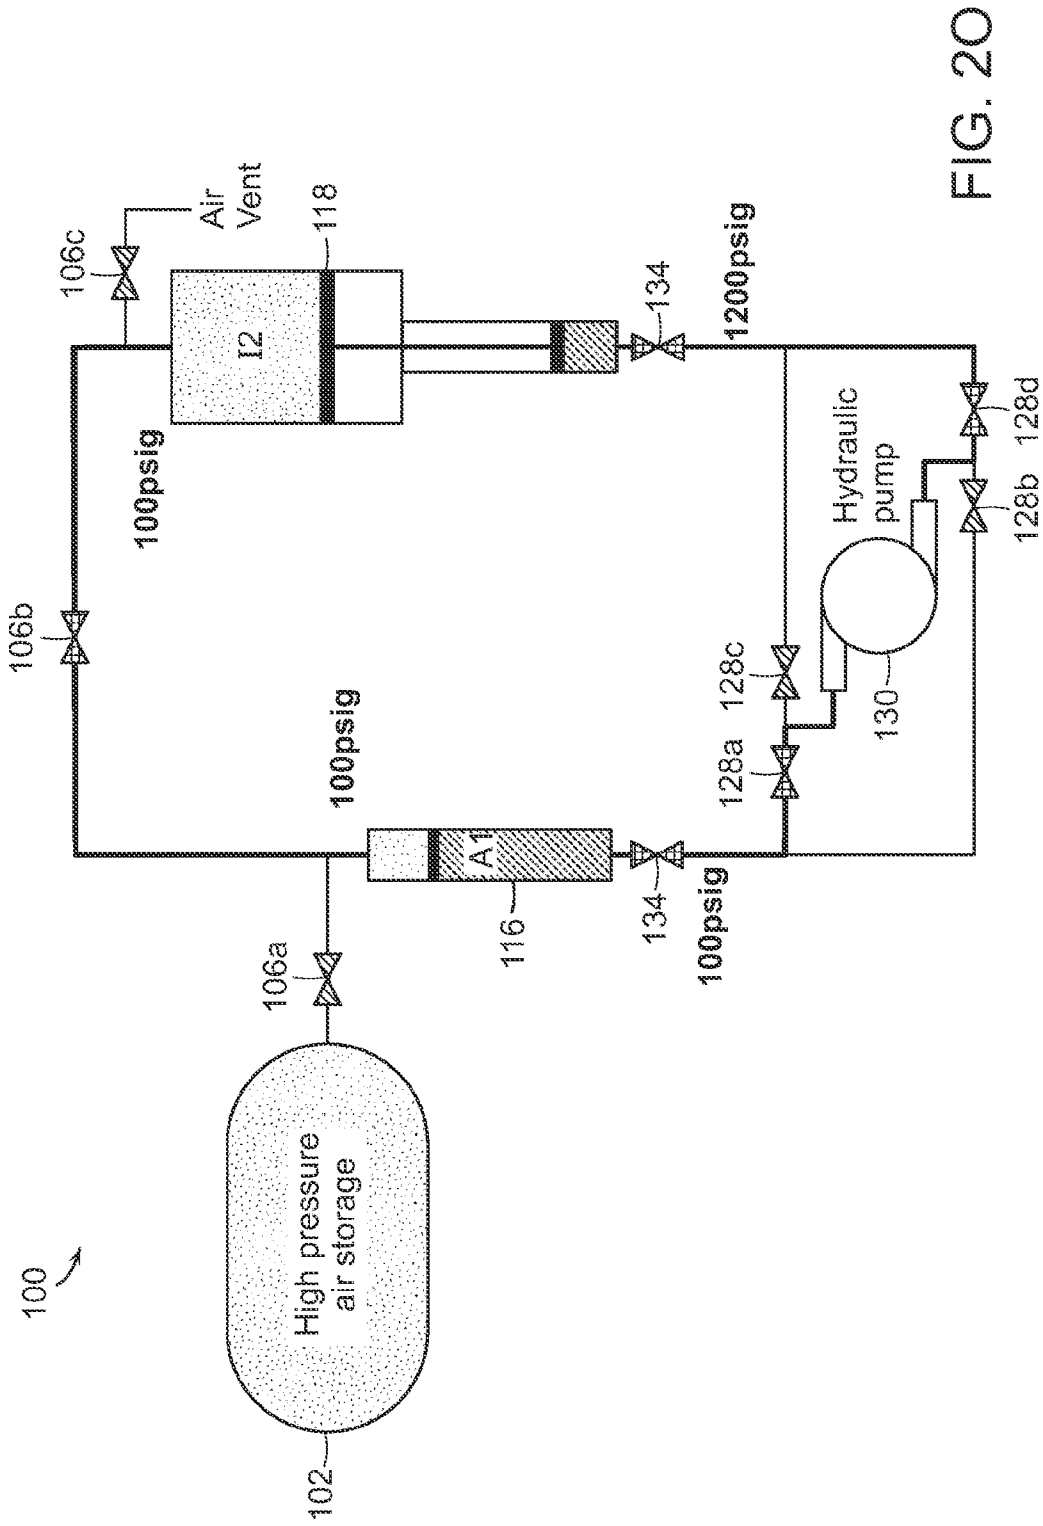 100
102
High pressure
air storage
106a
116
A1
100psig
134
100psig
106b
100psig
106c
Air
Vent
I2
118
134
1200psig
128a
128c
Hydraulic
pump
130
128b
128d
FIG. 2O